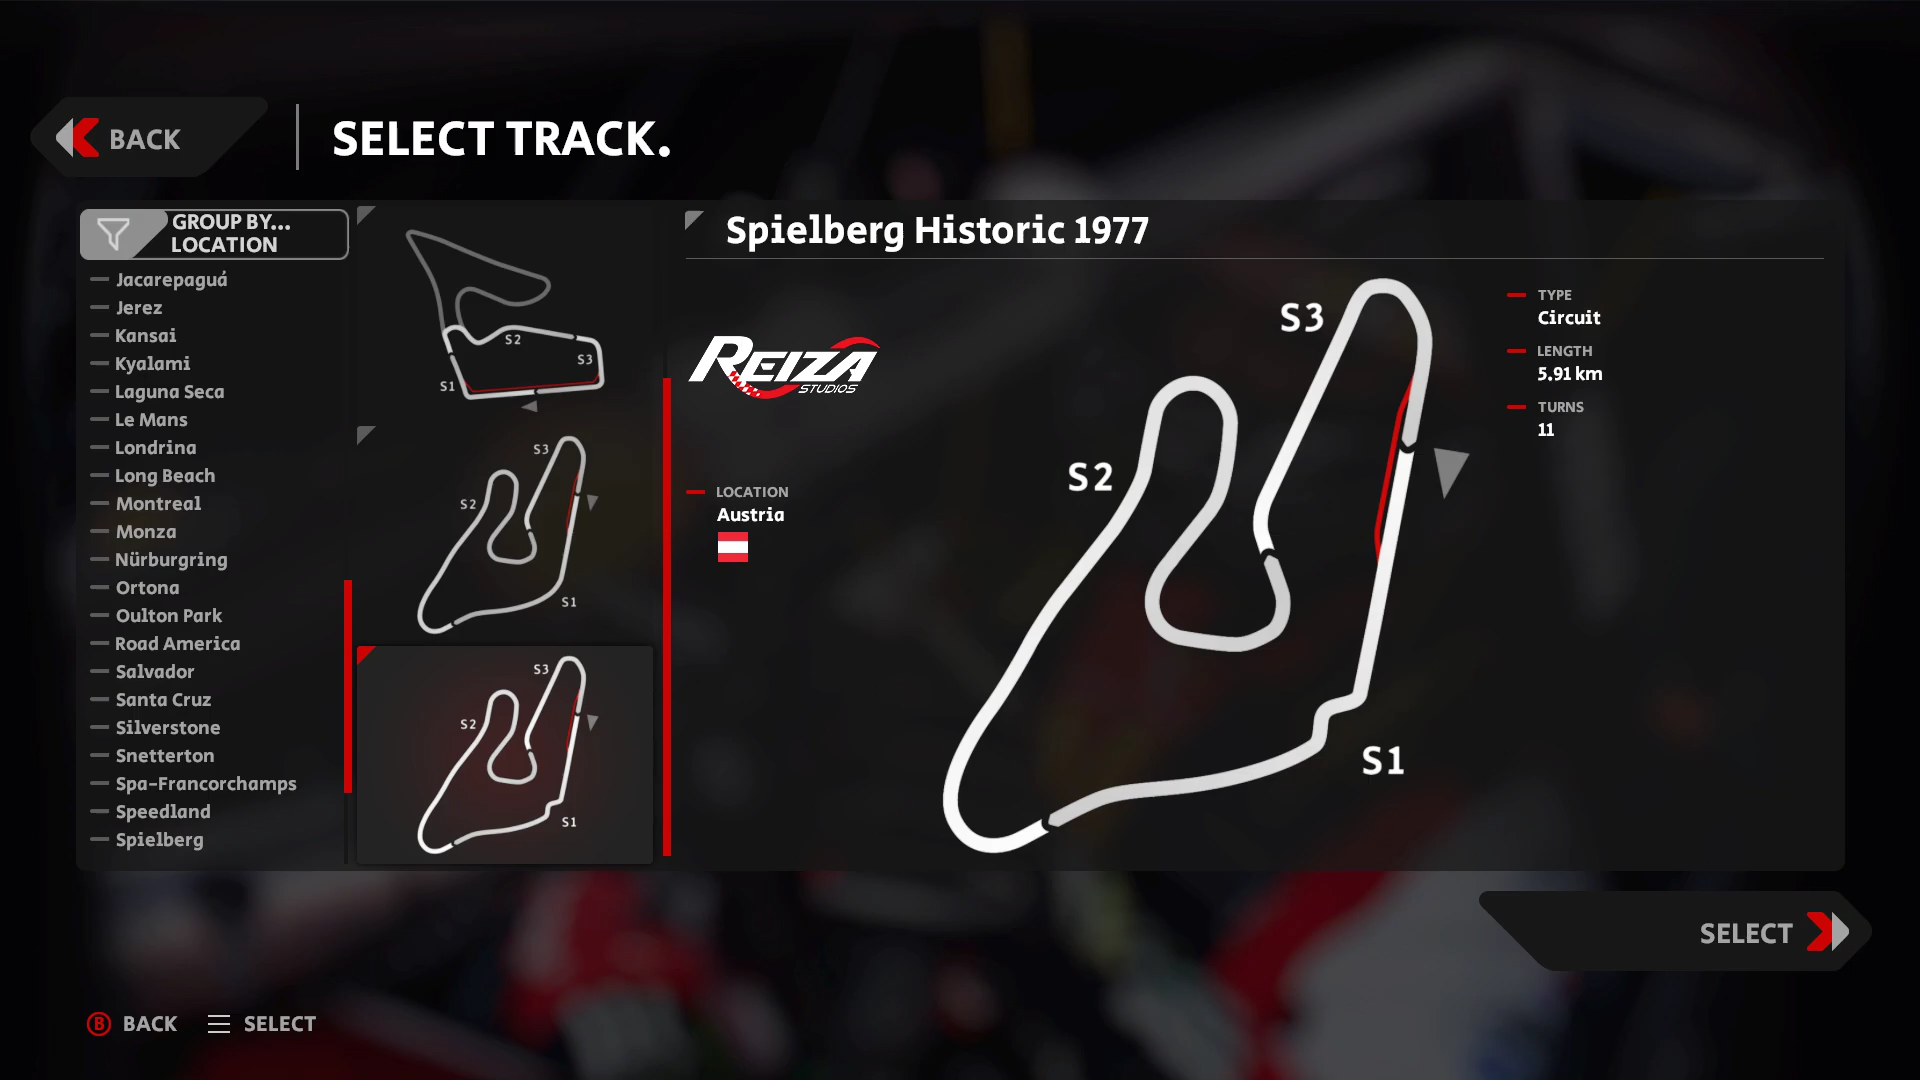 BACK
SELECT TRACK.
GROUP BY...
LOCATION
Jacarepaguá
Jerez
Kansai
Kyalami
Laguna Seca
Le Mans
Londrina
Long Beach
Montreal
Monza
Nürburgring
Ortona
Oulton Park
Road America
Salvador
Santa Cruz
Silverstone
Snetterton
Spa-Francorchamps
Speedland
Spielberg
S2
S3
S1
S3
S2
S1
S3
S2
S1
Spielberg Historic 1977
REIZA
STUDIOS
LOCATION
Austria
S3
S2
S1
TYPE
Circuit
LENGTH
5.91 km
TURNS
11
SELECT
B BACK
SELECT